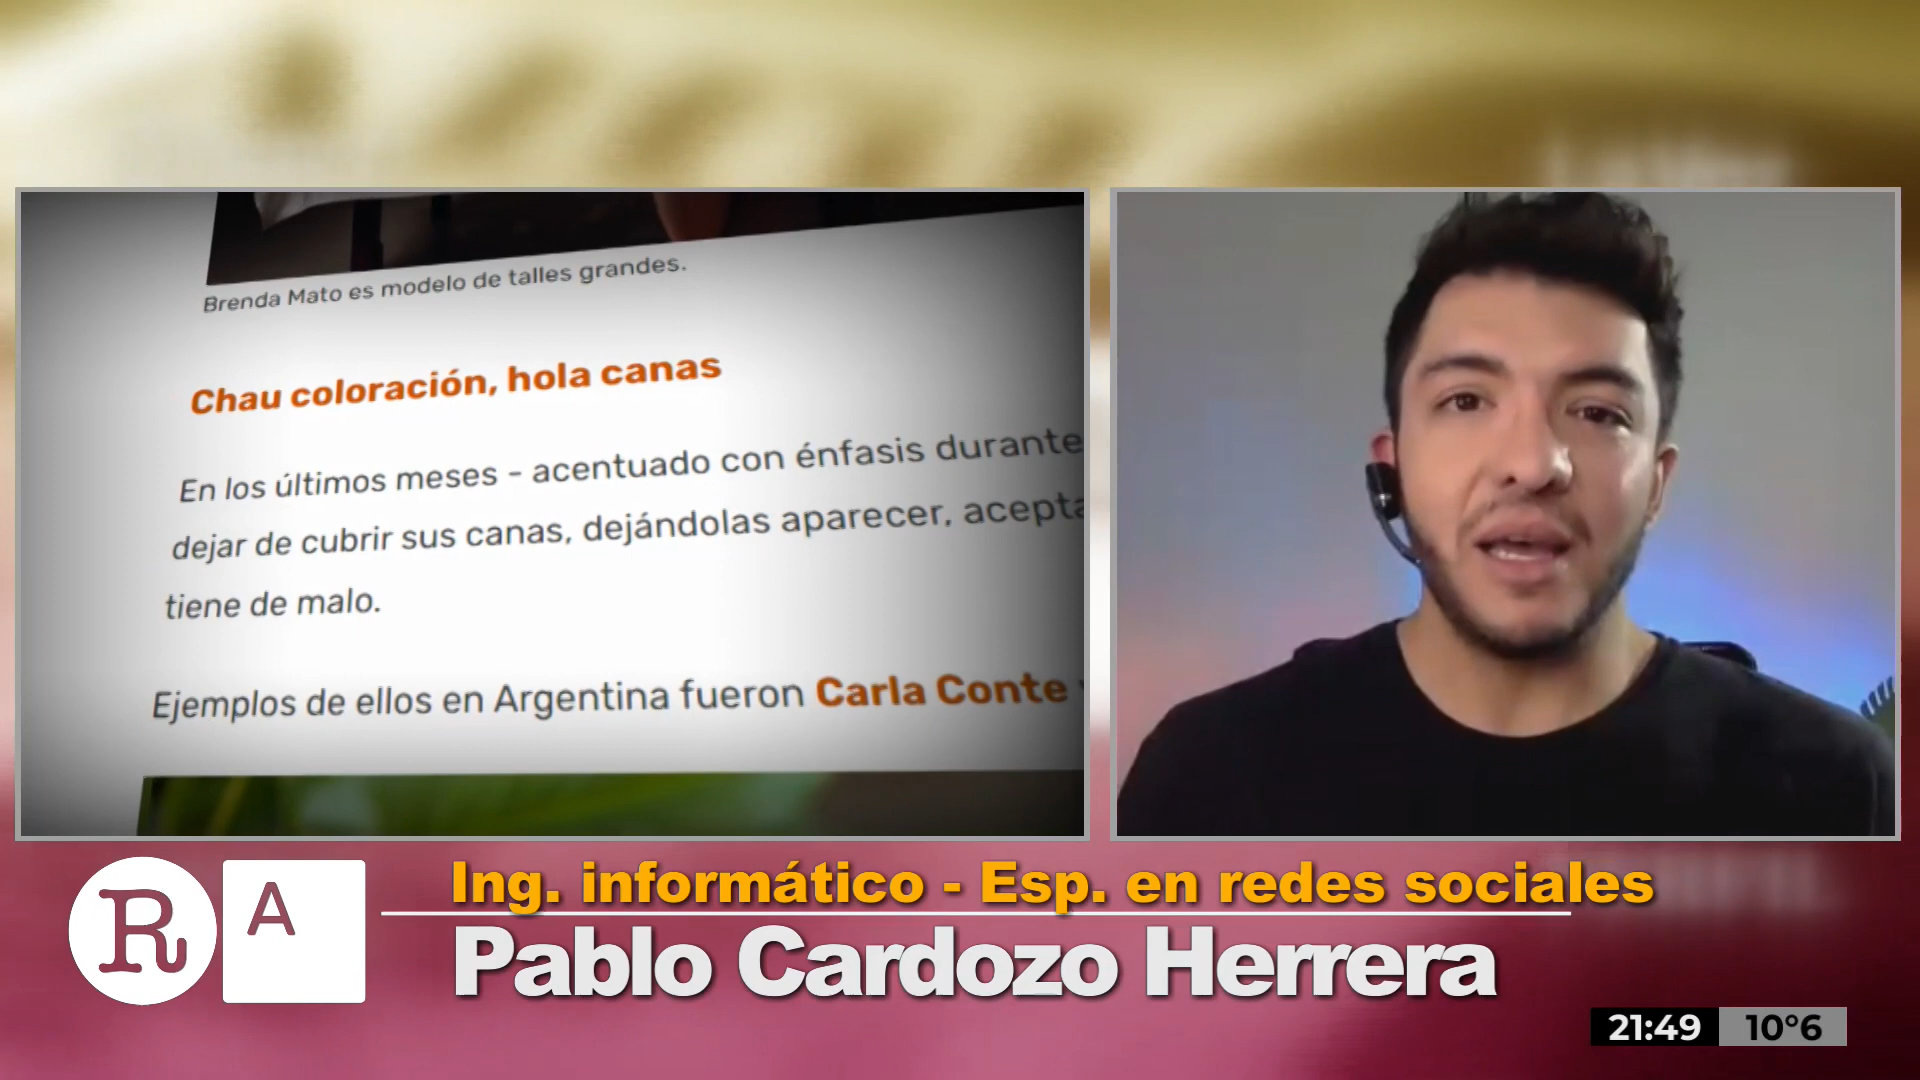 Brenda Mato es modelo de talles grandes.
Chau coloración, hola canas
En los últimos meses - acentuado con énfasis durante
dejar de cubrir sus canas, dejándolas aparecer,
tiene de malo.
Ejemplos de ellos en Argentina fueron Carla Conte
R A
Ing. informático - Esp. en redes sociales
Pablo Cardozo Herrera
21:49 10°6